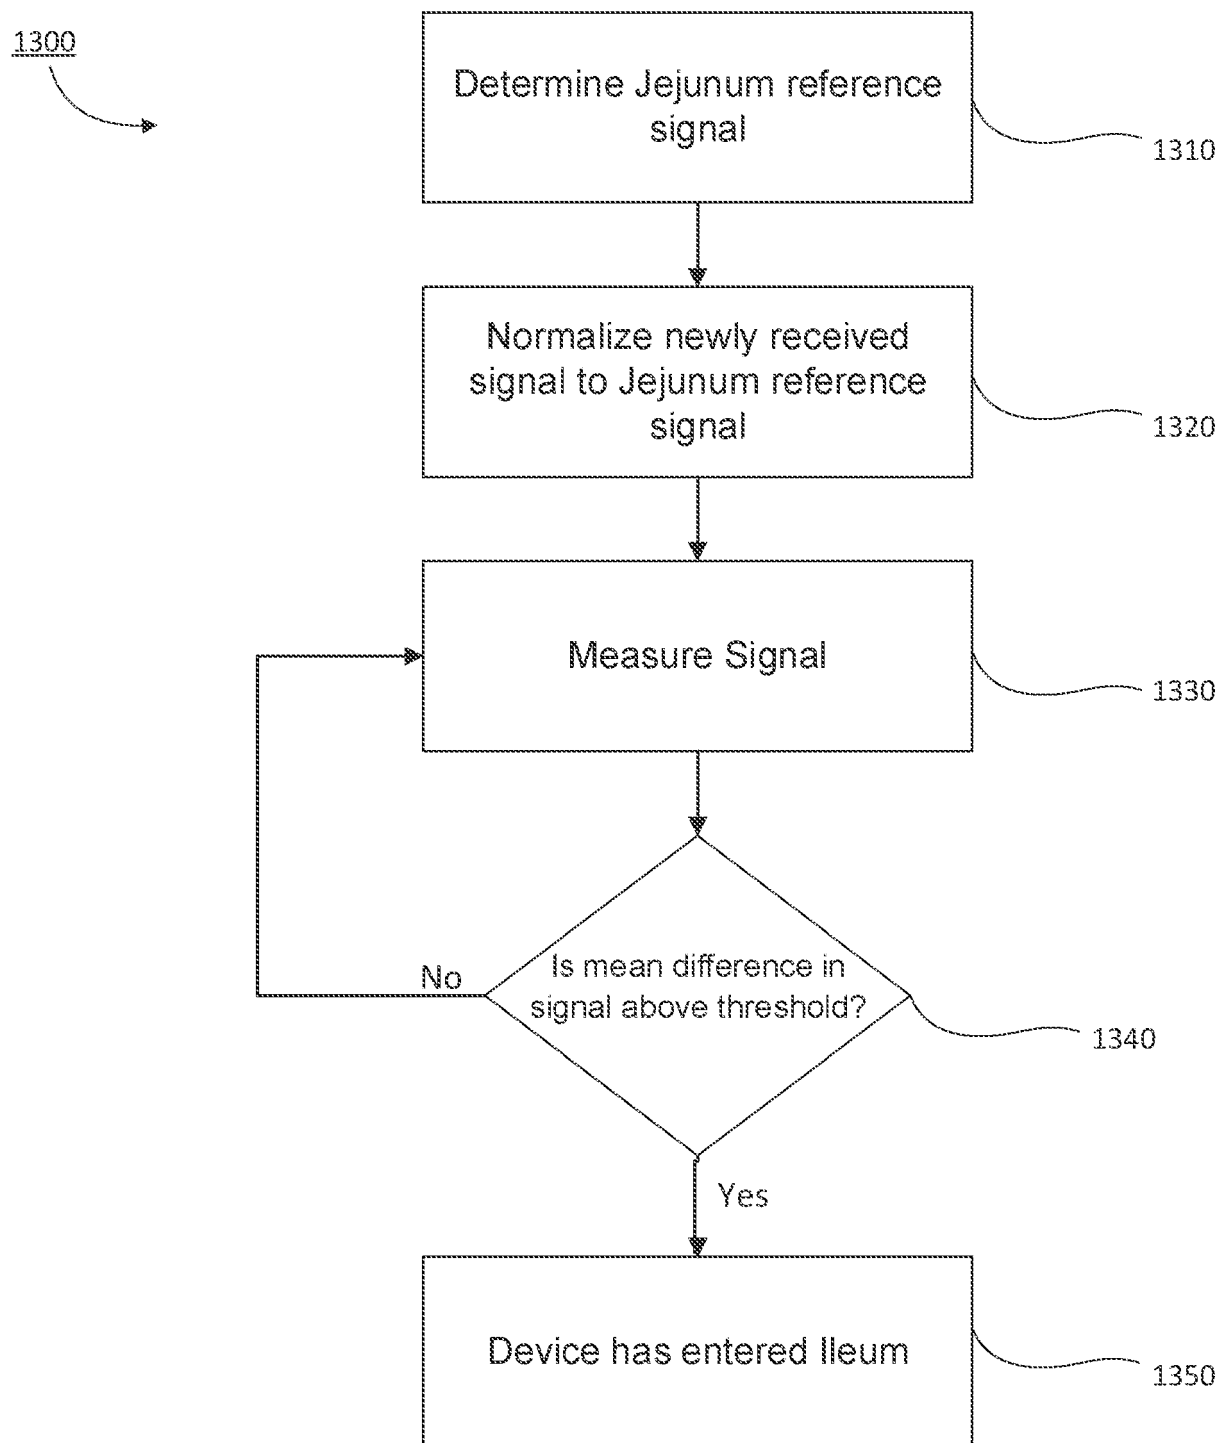 1300
Determine Jejunum reference
signal
1310
Normalize newly received
signal to Jejunum reference
signal
1320
Measure Signal
1330
Is mean difference in
signal above threshold?
No
1340
Yes
Device has entered Ileum
1350